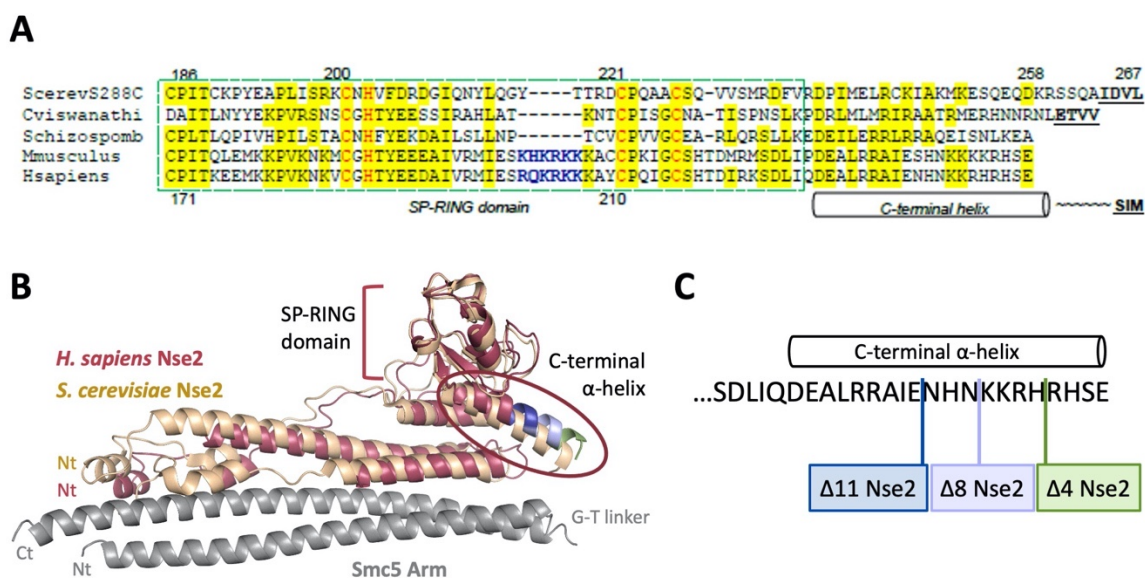 A
186 200 221 258 267
ScerevS288C CPITCKPYEAPLISRKCNHVFDRDGIQNYLQGY----TTRDCPQAACSQ-VVSMRDFVRDPIMELRCKIAKMKESQEQDKRSSQAIDVL
Cviswanathi DAITLNYYEKPVRSNSCGHTYEESSIRAHLAT------KNTCPISGCNA-TISPNSLKPDRLMLMRIRAATRMERHNNRNLETVV
Schizospomb CPLTLQPIVHPILSTACNHFYEKDAILSLLNP------TCVCPVVGCEA-RLQRSLLKEDEILERRLRRAQEISNLKEA
Mmusculus CPITQLEMKKPVKNKMCGHTYEEEAIVRMIESKHKRKKKACCPKIGCSHTDMRMSDLIPDEALRRAIESHNKKKKRHSE
Hsapiens CPITKEEMKKPVKNKVCGHTYEEDAIVRMIESRQKRKKKAYCPQIGCSHTDIRKSDLIQDEALRRAIENHNKKRHRHSE
171 SP-RING domain 210 C-terminal helix ~~~~~~ SIM
B
SP-RING
domain
C-terminal
α-helix
H. sapiens Nse2
S. cerevisiae Nse2
Nt
Nt
Ct
Nt
Smc5 Arm
G-T linker
C
C-terminal α-helix
...SDLIQDEALRRAIENHNKKRHRHSE
Δ11 Nse2 Δ8 Nse2 Δ4 Nse2